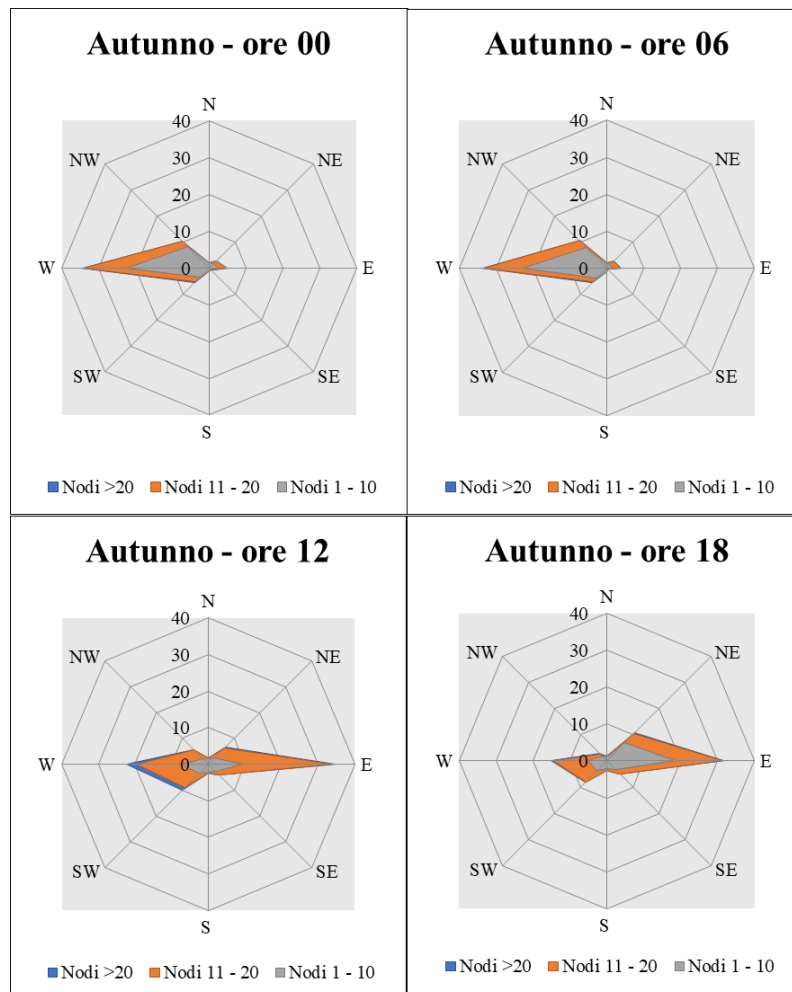 Autunno - ore 00
N
40
NW
NE
30
20
10
W
0
E
SW
SE
S
Nodi >20 Nodi 11 - 20 Nodi 1 - 10
Autunno - ore 06
N
40
NW
NE
30
20
10
W
0
E
SW
SE
S
Nodi >20 Nodi 11 - 20 Nodi 1 - 10
Autunno - ore 12
N
40
NW
NE
30
20
10
W
0
E
SW
SE
S
Nodi >20 Nodi 11 - 20 Nodi 1 - 10
Autunno - ore 18
N
40
NW
NE
30
20
10
W
0
E
SW
SE
S
Nodi >20 Nodi 11 - 20 Nodi 1 - 10